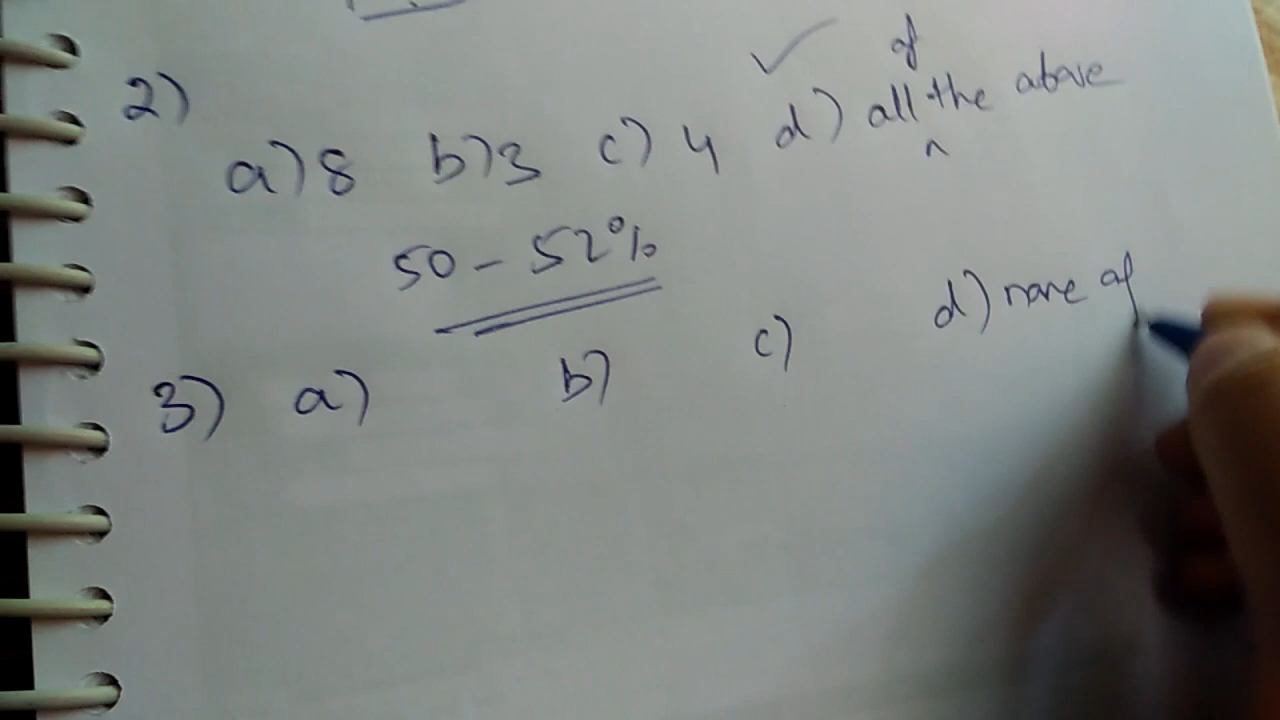 2)
a) 8 b) 3 c) 4 d) all of the above
50 - 52%
3) a) b) c) d) none of